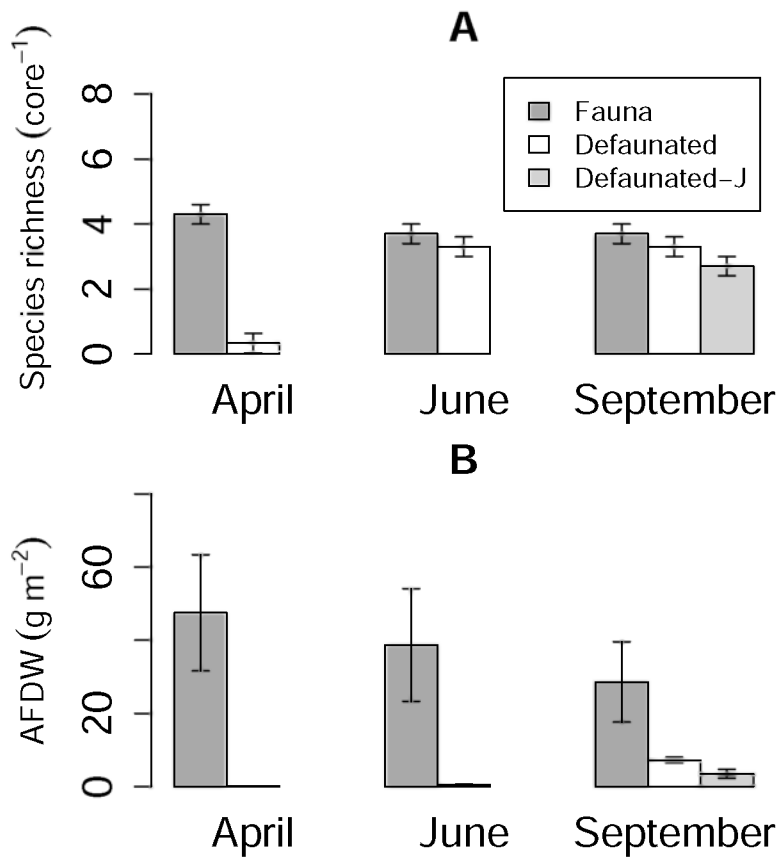 A
Species richness (core⁻¹)
8
6
4
2
0
Fauna
Defaunated
Defaunated–J
April June September
B
AFDW (g m⁻²)
60
20
0
April June September